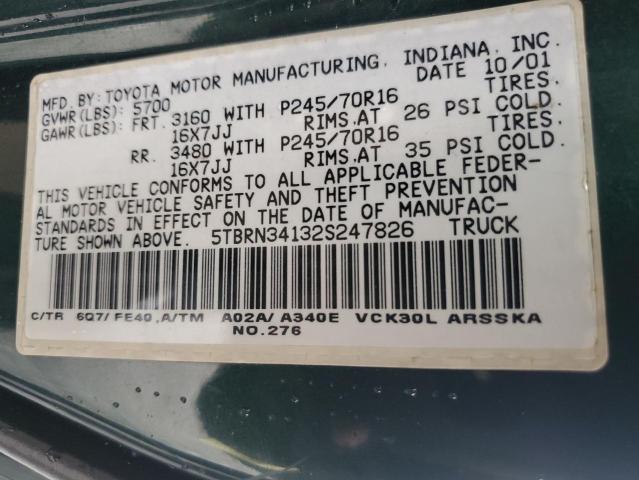 MFD. BY: TOYOTA MOTOR MANUFACTURING, INDIANA, INC.
GVWR(LBS): 5700 DATE 10/01
GAWR(LBS): FRT. 3160 WITH P245/70R16 TIRES.
16X7JJ RIMS.AT 26 PSI COLD.
RR. 3480 WITH P245/70R16 TIRES.
16X7JJ RIMS.AT 35 PSI COLD.
THIS VEHICLE CONFORMS TO ALL APPLICABLE FEDER-
AL MOTOR VEHICLE SAFETY AND THEFT PREVENTION
STANDARDS IN EFFECT ON THE DATE OF MANUFAC-
TURE SHOWN ABOVE. 5TBRN34132S247826 TRUCK
C/TR 6Q7/FE40,A/TM A02A/A340E VCK30L ARSSKA
NO.276